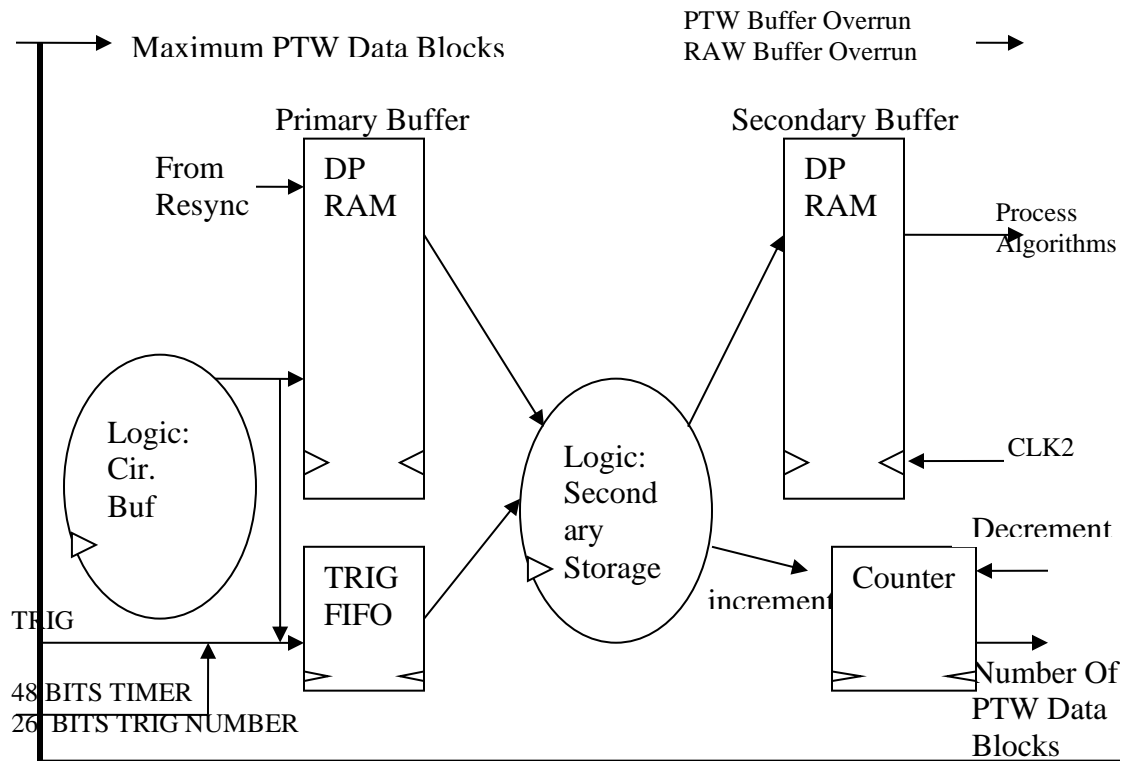 Maximum PTW Data Blocks
PTW Buffer Overrun
RAW Buffer Overrun
Primary Buffer
Secondary Buffer
From
Resync
DP
RAM
DP
RAM
Process
Algorithms
Logic:
Cir.
Buf
Logic:
Second
ary
Storage
CLK2
Decrement
TRIG
FIFO
Counter
increment
TRIG
48 BITS TIMER
26 BITS TRIG NUMBER
Number Of
PTW Data
Blocks